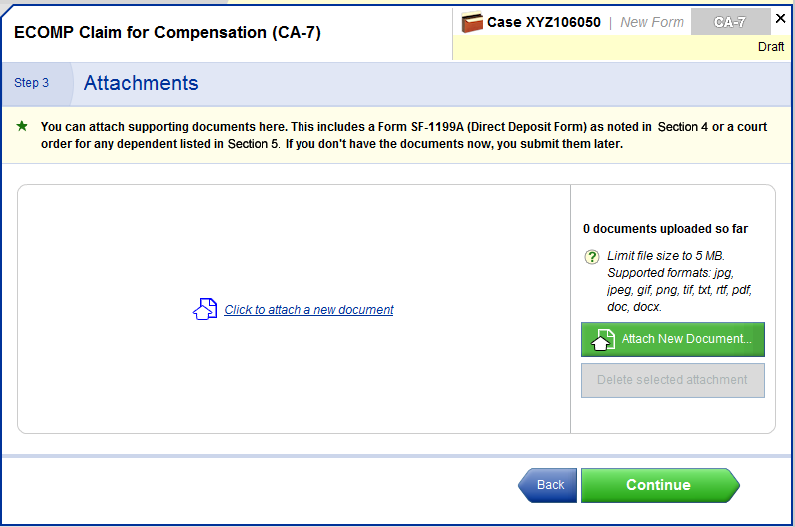 ECOMP Claim for Compensation (CA-7)
Case XYZ106050 | New Form CA-7
Draft
Step 3 Attachments
You can attach supporting documents here. This includes a Form SF-1199A (Direct Deposit Form) as noted in Section 4 or a court
order for any dependent listed in Section 5. If you don't have the documents now, you submit them later.
Click to attach a new document
0 documents uploaded so far
? Limit file size to 5 MB.
Supported formats: jpg,
jpeg, gif, png, tif, txt, rtf, pdf,
doc, docx.
Attach New Document...
Delete selected attachment
Back
Continue